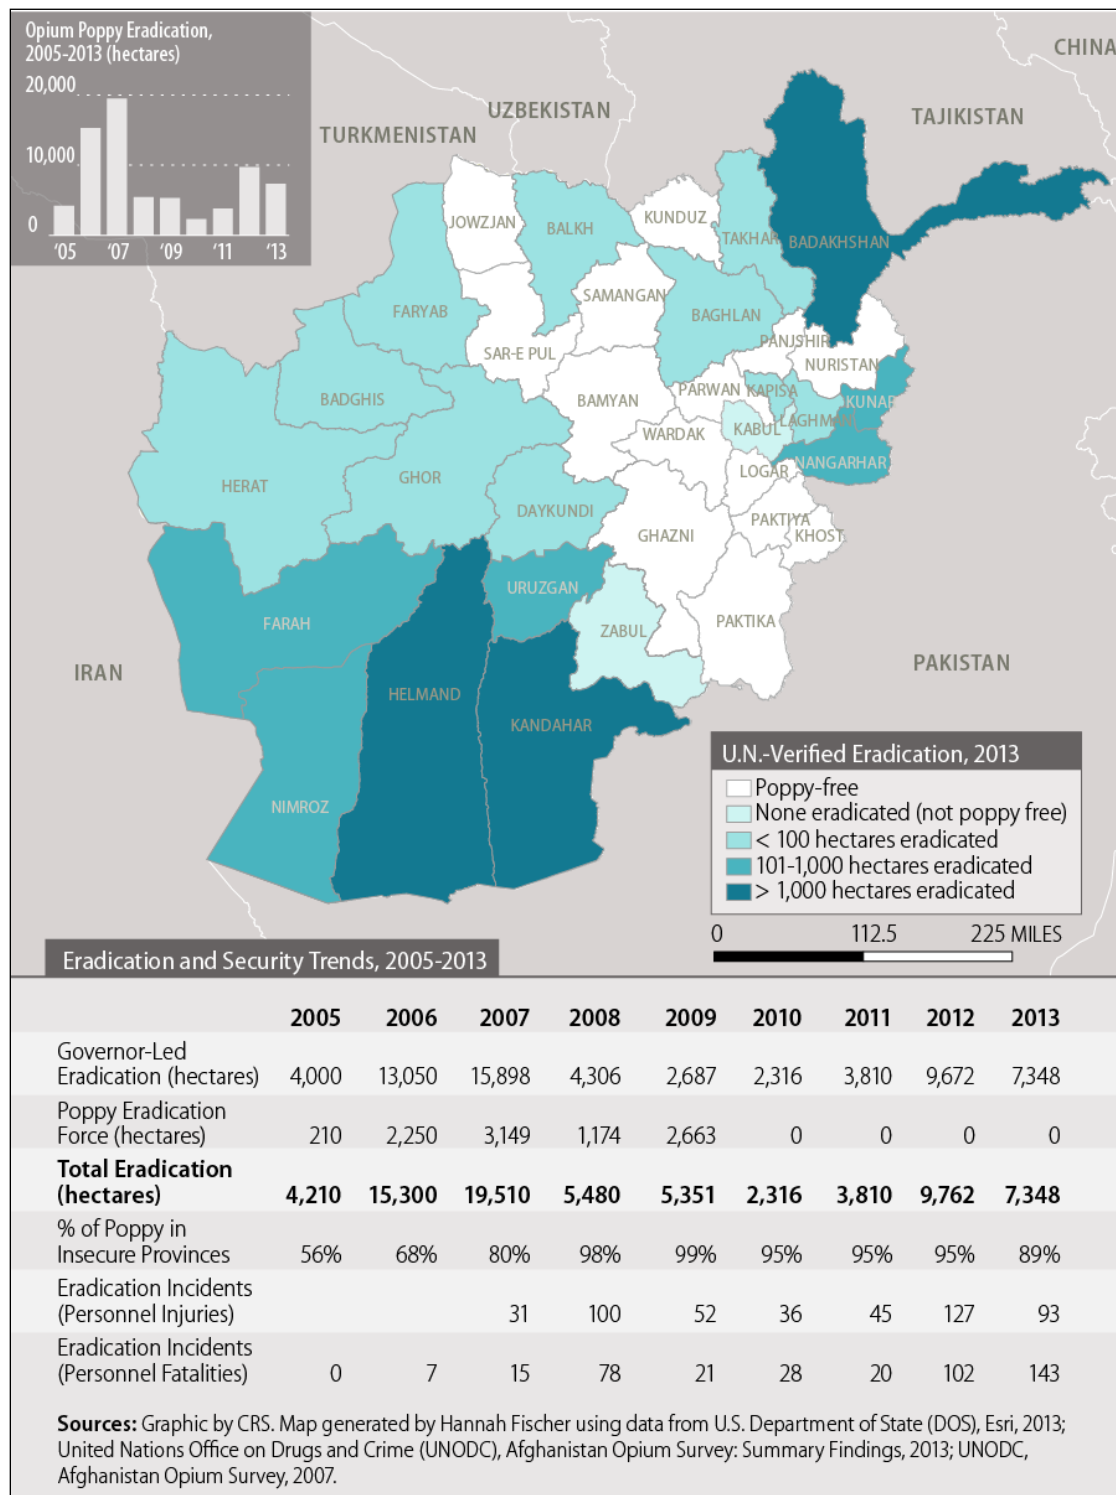 Opium Poppy Eradication,
2005-2013 (hectares)
20,000
10,000
0
'05 '07 '09 '11 '13
CHINA
UZBEKISTAN
TAJIKISTAN
TURKMENISTAN
JOWZJAN
BALKH
KUNDUZ
TAKHAR
BADAKHSHAN
FARYAB
SAMANGAN
BAGHLAN
SAR-E PUL
PANJSHIR
NURISTAN
BADGHIS
BAMYAN
PARWAN
KAPISA
KUNAR
LAGHMAN
WARDAK
KABUL
HERAT
GHOR
LOGAR
NANGARHAR
DAYKUNDI
GHAZNI
PAKTIYA
KHOST
URUZGAN
FARAH
ZABUL
PAKTIKA
IRAN
PAKISTAN
HELMAND
KANDAHAR
NIMROZ
U.N.-Verified Eradication, 2013
Poppy-free
None eradicated (not poppy free)
< 100 hectares eradicated
101-1,000 hectares eradicated
> 1,000 hectares eradicated
0 112.5 225 MILES
Eradication and Security Trends, 2005-2013
2005 2006 2007 2008 2009 2010 2011 2012 2013
Governor-Led
Eradication (hectares) 4,000 13,050 15,898 4,306 2,687 2,316 3,810 9,672 7,348
Poppy Eradication
Force (hectares) 210 2,250 3,149 1,174 2,663 0 0 0 0
Total Eradication
(hectares) 4,210 15,300 19,510 5,480 5,351 2,316 3,810 9,762 7,348
% of Poppy in
Insecure Provinces 56% 68% 80% 98% 99% 95% 95% 95% 89%
Eradication Incidents
(Personnel Injuries) 31 100 52 36 45 127 93
Eradication Incidents
(Personnel Fatalities) 0 7 15 78 21 28 20 102 143
Sources: Graphic by CRS. Map generated by Hannah Fischer using data from U.S. Department of State (DOS), Esri, 2013;
United Nations Office on Drugs and Crime (UNODC), Afghanistan Opium Survey: Summary Findings, 2013; UNODC,
Afghanistan Opium Survey, 2007.